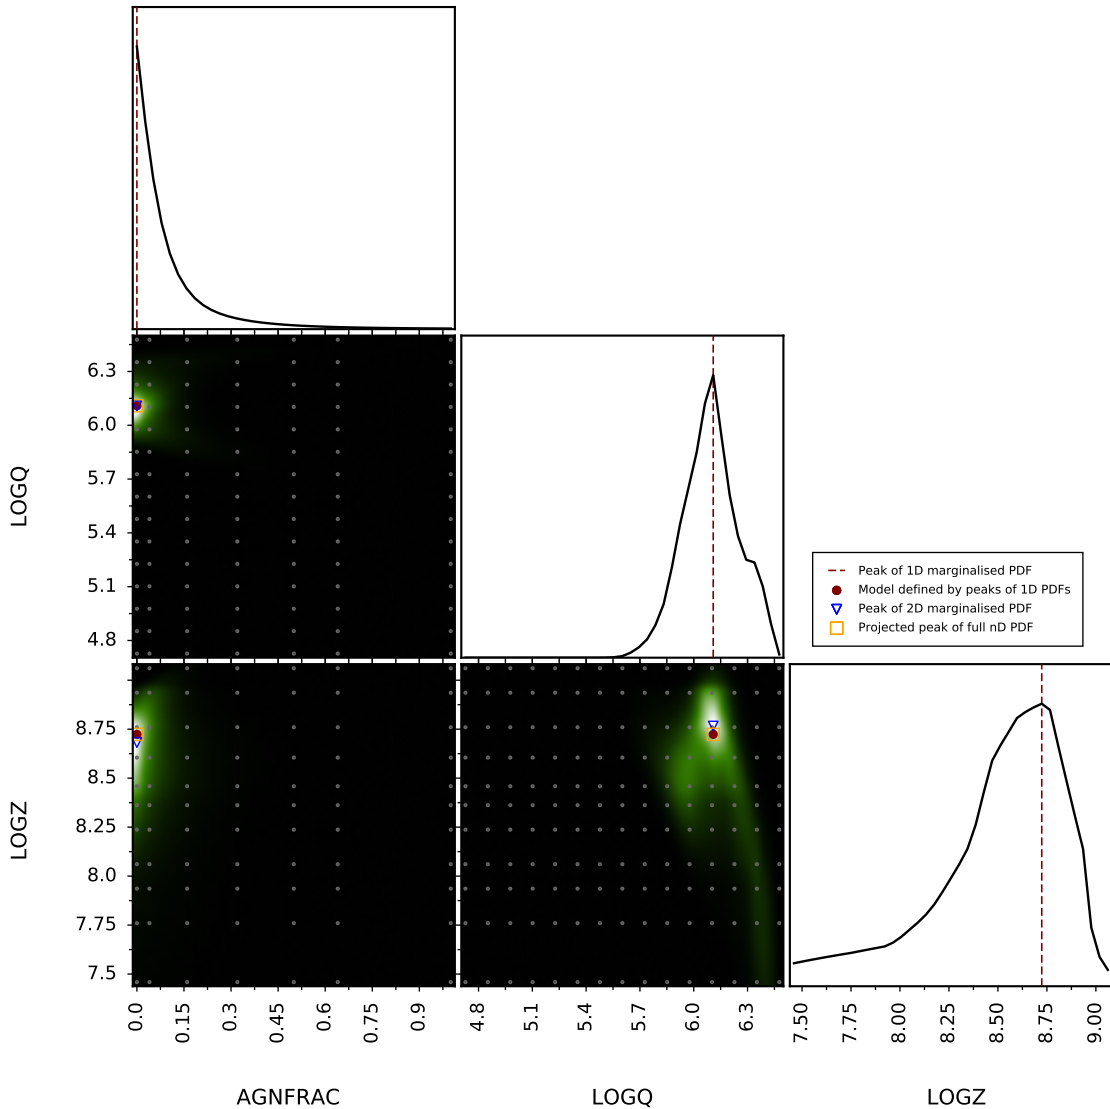 6.3
6.0
5.7
5.4
5.1
4.8
LOGQ
Peak of 1D marginalised PDF
Model defined by peaks of 1D PDFs
Peak of 2D marginalised PDF
Projected peak of full nD PDF
8.75
8.5
8.25
8.0
7.75
7.5
LOGZ
0.0 0.15 0.3 0.45 0.6 0.75 0.9
4.8 5.1 5.4 5.7 6.0 6.3
7.50 7.75 8.00 8.25 8.50 8.75 9.00
AGNFRAC LOGQ LOGZ